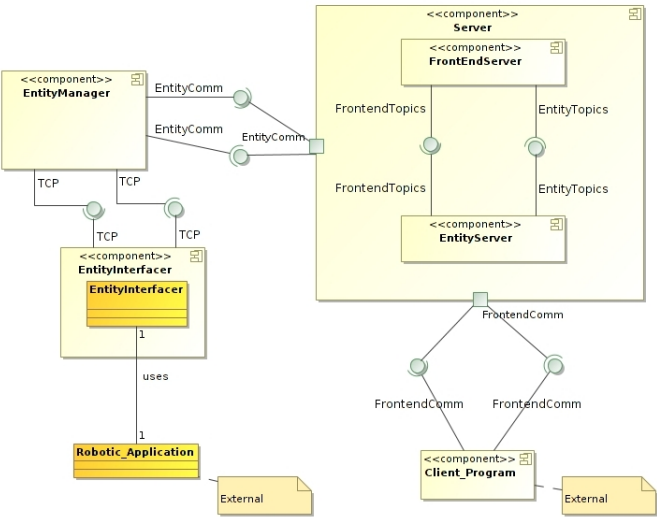 <<component>>
Server
<<component>>
FrontEndServer
<<component>>
EntityManager
EntityComm
EntityComm
EntityComm
FrontendTopics
EntityTopics
FrontendTopics
EntityTopics
TCP
TCP
TCP
TCP
<<component>>
EntityServer
<<component>>
EntityInterfacer
EntityInterfacer
1
uses
1
FrontendComm
FrontendComm
FrontendComm
Robotic_Application
External
<<component>>
Client_Program
External